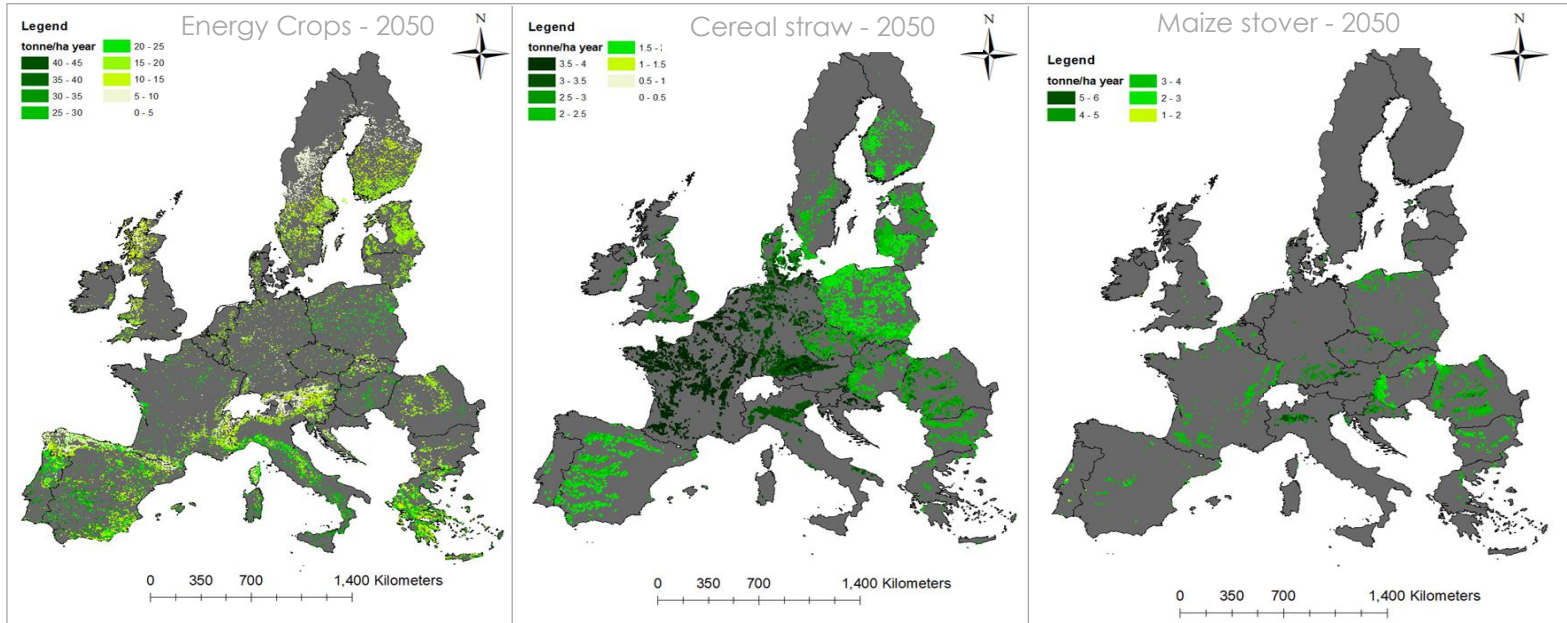 Energy Crops - 2050
N
Legend
tonne/ha year
40 - 45
35 - 40
30 - 35
25 - 30
20 - 25
15 - 20
10 - 15
5 - 10
0 - 5
0 350 700 1,400 Kilometers
Cereal straw - 2050
N
Legend
tonne/ha year
3.5 - 4
3 - 3.5
2.5 - 3
2 - 2.5
1.5 -
1 - 1.5
0.5 - 1
0 - 0.5
0 350 700 1,400 Kilometers
Maize stover - 2050
N
Legend
tonne/ha year
5 - 6
4 - 5
3 - 4
2 - 3
1 - 2
0 350 700 1,400 Kilometers